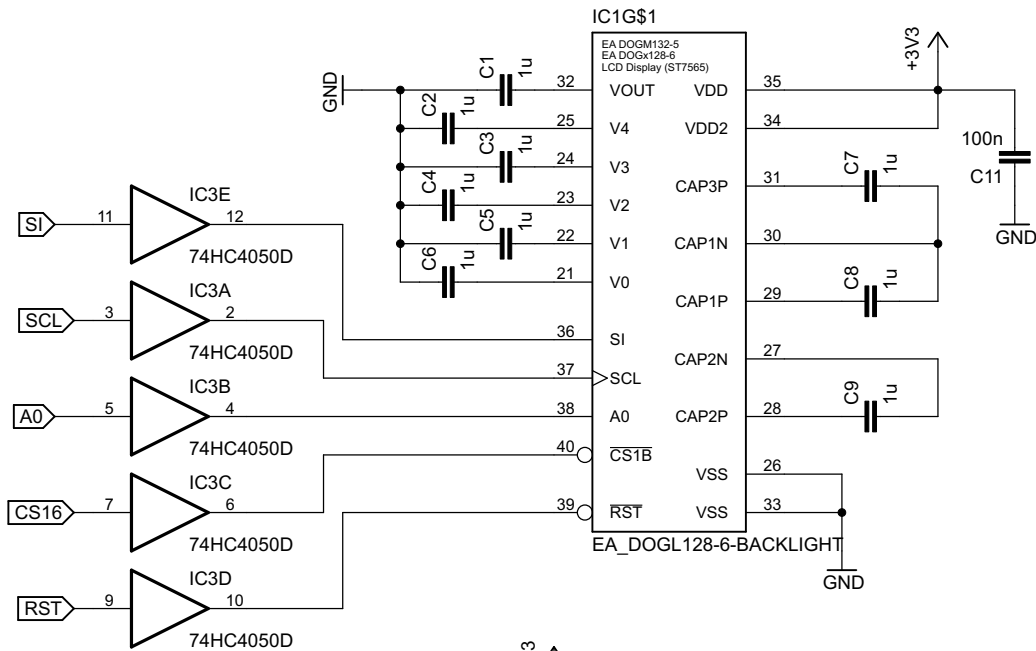 IC1G$1
EA DOGM132-5
EA DOGx128-6
LCD Display (ST7565)
+3V3
GND
C1
1u
32
VOUT
VDD
35
C2
1u
25
V4
VDD2
34
C3
1u
24
V3
100n
C11
GND
C4
1u
23
V2
CAP3P
31
C7
1u
C5
1u
22
V1
CAP1N
30
C6
1u
21
V0
CAP1P
29
C8
1u
SI
11
IC3E
12
74HC4050D
36
SI
CAP2N
27
SCL
3
IC3A
2
74HC4050D
37
SCL
A0
5
IC3B
4
74HC4050D
38
A0
CAP2P
28
C9
1u
CS16
7
IC3C
6
74HC4050D
40
CS1B
VSS
26
RST
9
IC3D
10
74HC4050D
39
RST
VSS
33
EA_DOGL128-6-BACKLIGHT
GND
3